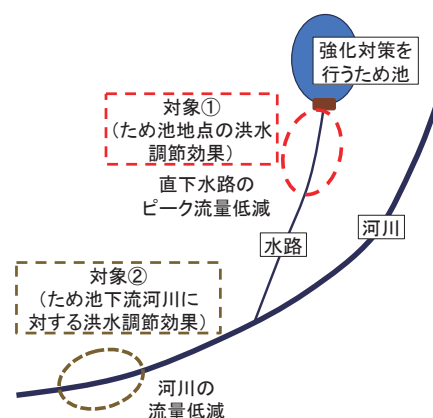 強化対策を
行うため池
対象①
(ため池地点の洪水
調節効果)
直下水路の
ピーク流量低減
水路
河川
対象②
(ため池下流河川に
対する洪水調節効果)
河川の
流量低減